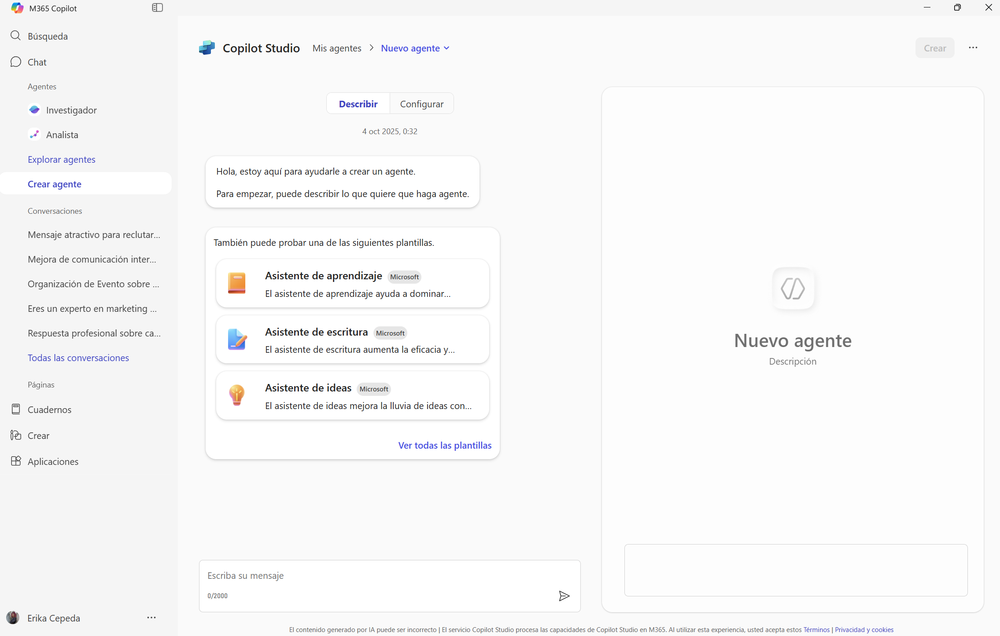 M365 Copilot
Búsqueda
Chat
Agentes
Investigador
Analista
Explorar agentes
Crear agente
Conversaciones
Mensaje atractivo para reclutar...
Mejora de comunicación inter...
Organización de Evento sobre ...
Eres un experto en marketing ...
Respuesta profesional sobre ca...
Todas las conversaciones
Páginas
Cuadernos
Crear
Aplicaciones
Erika Cepeda
Copilot Studio Mis agentes > Nuevo agente
Crear
Describir Configurar
4 oct 2025, 0:32
Hola, estoy aquí para ayudarle a crear un agente.
Para empezar, puede describir lo que quiere que haga agente.
También puede probar una de las siguientes plantillas.
Asistente de aprendizaje Microsoft
El asistente de aprendizaje ayuda a dominar...
Asistente de escritura Microsoft
El asistente de escritura aumenta la eficacia y...
Asistente de ideas Microsoft
El asistente de ideas mejora la lluvia de ideas con...
Ver todas las plantillas
Escriba su mensaje
0/2000
Nuevo agente
Descripción
El contenido generado por IA puede ser incorrecto | El servicio Copilot Studio procesa las capacidades de Copilot Studio en M365. Al utilizar esta experiencia, usted acepta estos Términos | Privacidad y cookies